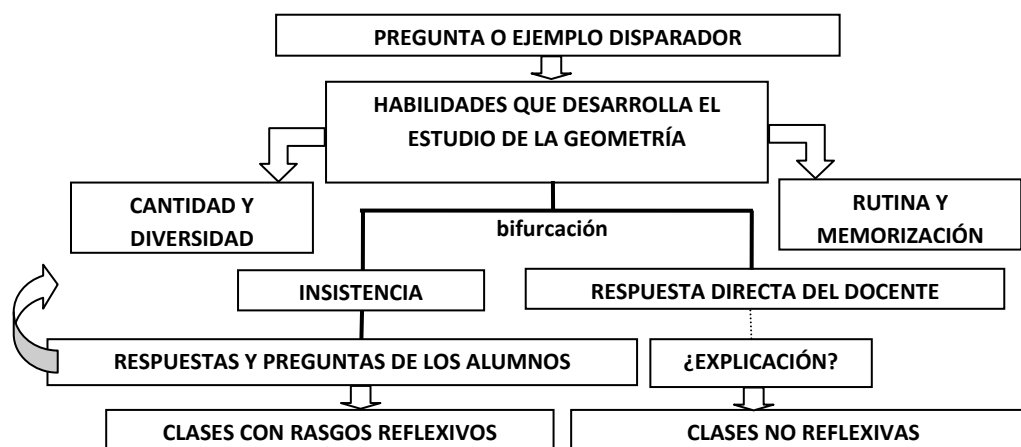 PREGUNTA O EJEMPLO DISPARADOR
HABILIDADES QUE DESARROLLA EL
ESTUDIO DE LA GEOMETRÍA
CANTIDAD Y
DIVERSIDAD
RUTINA Y
MEMORIZACIÓN
bifurcación
INSISTENCIA
RESPUESTA DIRECTA DEL DOCENTE
RESPUESTAS Y PREGUNTAS DE LOS ALUMNOS
¿EXPLICACIÓN?
CLASES CON RASGOS REFLEXIVOS
CLASES NO REFLEXIVAS